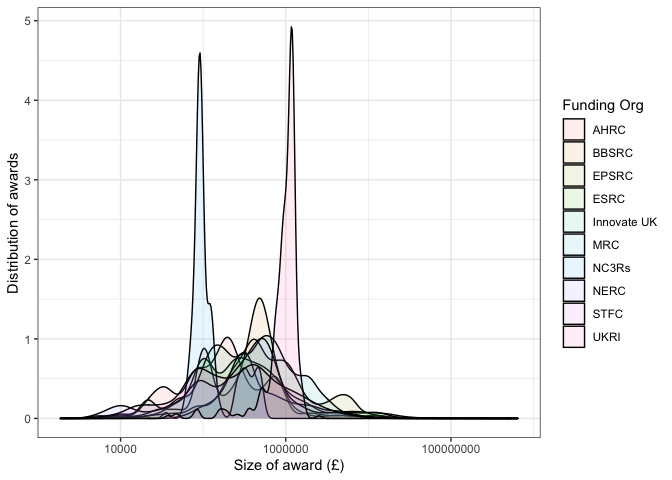 Distribution of awards
5
4
3
2
1
0
10000 1000000 100000000
Size of award (£)
Funding Org
AHRC
BBSRC
EPSRC
ESRC
Innovate UK
MRC
NC3Rs
NERC
STFC
UKRI